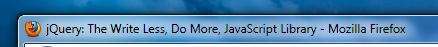 jQuery: The Write Less, Do More, JavaScript Library - Mozilla Firefox